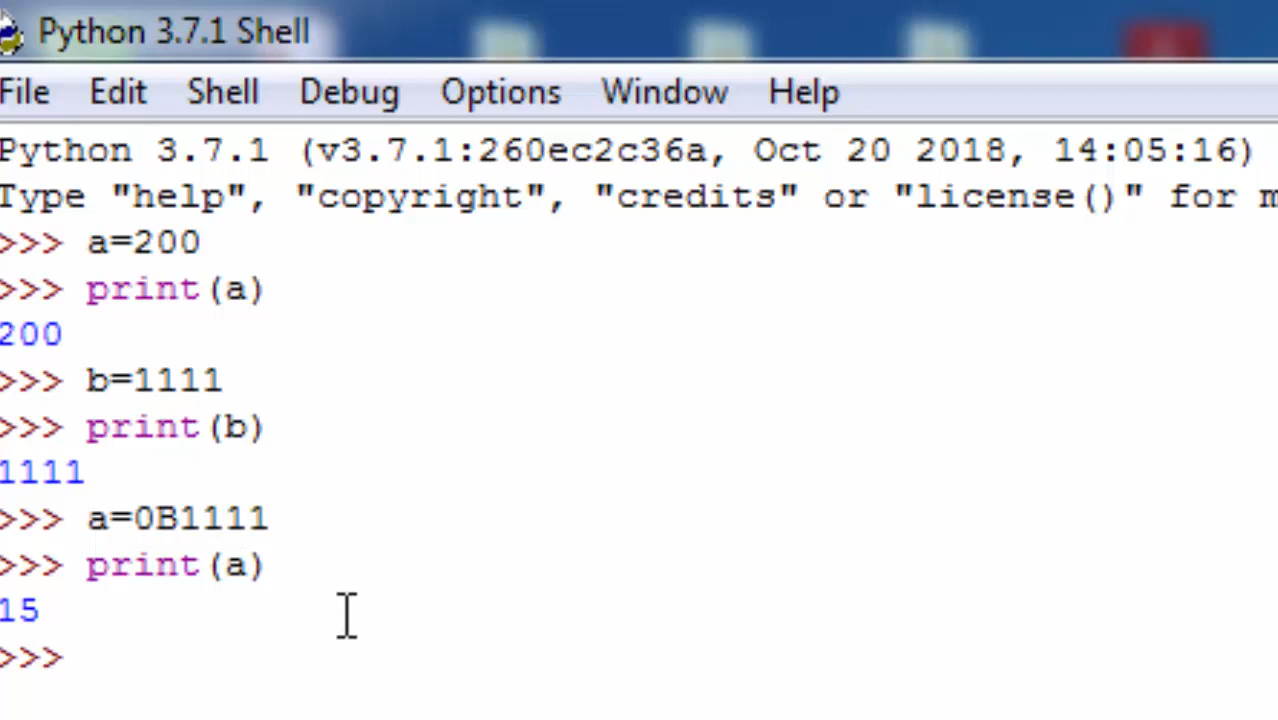 Python 3.7.1 Shell
File Edit Shell Debug Options Window Help
Python 3.7.1 (v3.7.1:260ec2c36a, Oct 20 2018, 14:05:16)
Type "help", "copyright", "credits" or "license()" for m
>>> a=200
>>> print(a)
200
>>> b=1111
>>> print(b)
1111
>>> a=0B1111
>>> print(a)
15
>>>